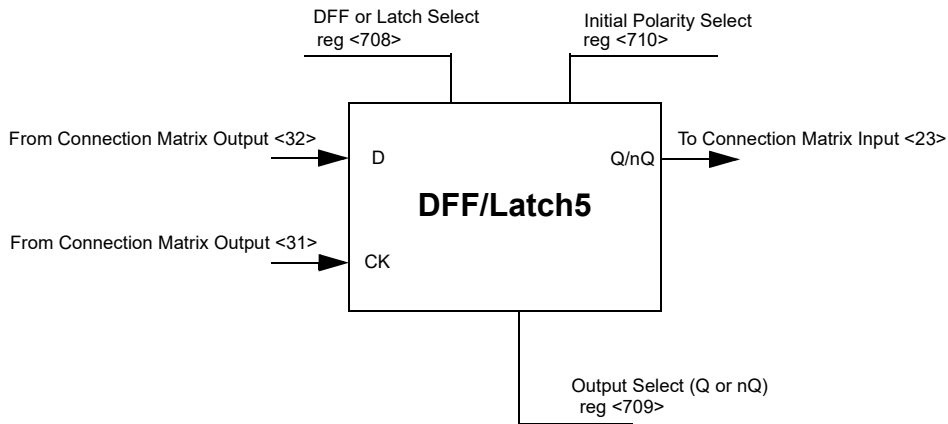 DFF or Latch Select
reg <708>
Initial Polarity Select
reg <710>
From Connection Matrix Output <32>
D
Q/nQ
To Connection Matrix Input <23>
DFF/Latch5
From Connection Matrix Output <31>
CK
Output Select (Q or nQ)
reg <709>